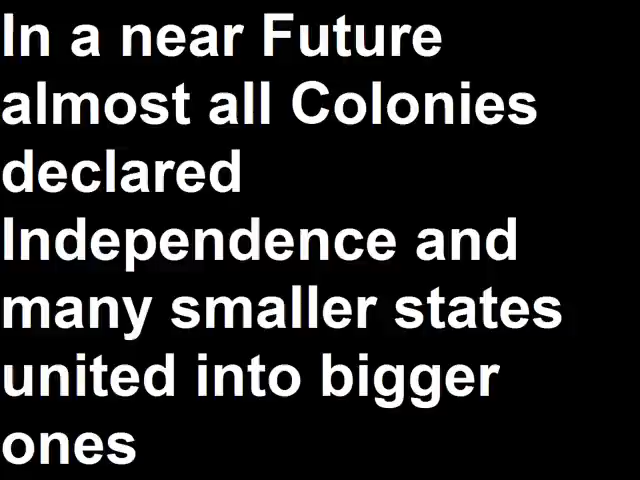 In a near Future
almost all Colonies
declared
Independence and
many smaller states
united into bigger
ones